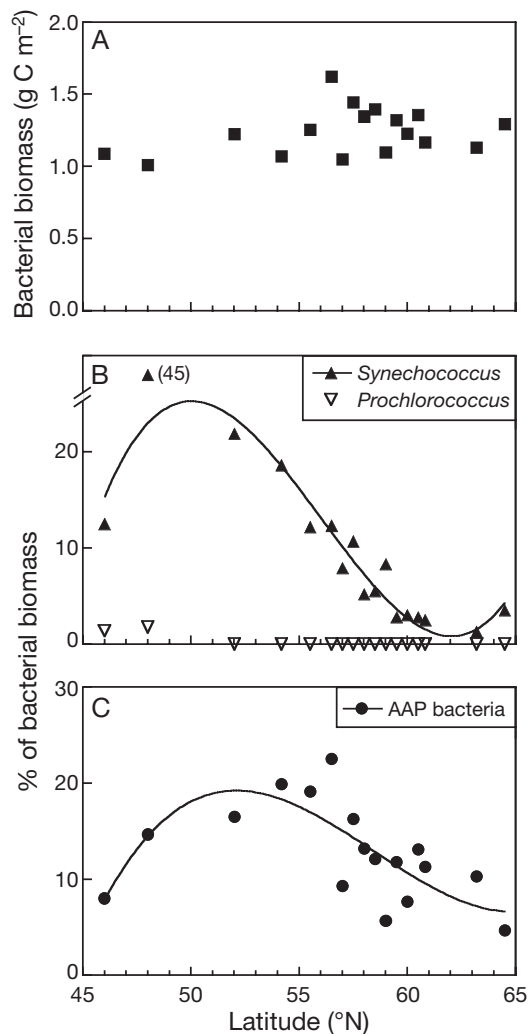 A
Bacterial biomass (g C m⁻²)
2.0
1.5
1.0
0.5
0.0
B
(45)
Synechococcus
Prochlorococcus
20
10
0
% of bacterial biomass
C
AAP bacteria
30
20
10
0
45 50 55 60 65
Latitude (°N)